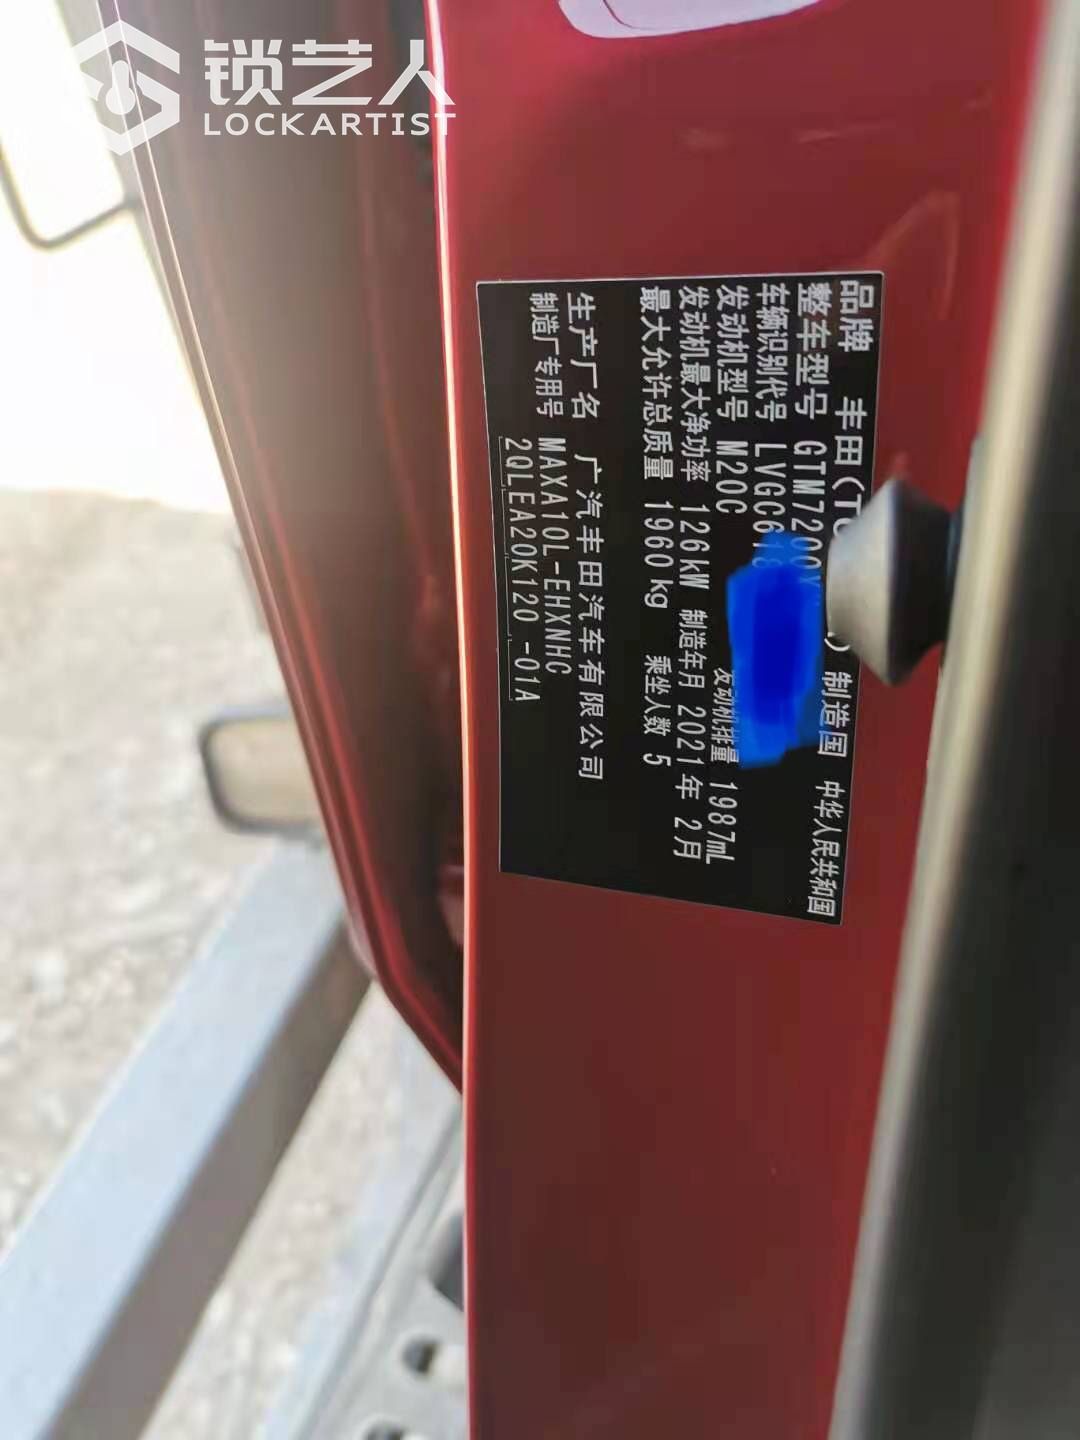 锁艺人
LOCKARTIST
品牌 丰田(T ) 制造国 中华人民共和国
整车型号 GTM7200
车辆识别代号 LVGC618
发动机型号 M20C 发动机排量 1987mL
发动机最大净功率 126kW 制造年月 2021年 2月
最大允许总质量 1960kg 乘坐人数 5
生产厂名 广汽丰田汽车有限公司
制造厂专用号 MAXA10L-EHXNHC
2QLEA20K120 -01A